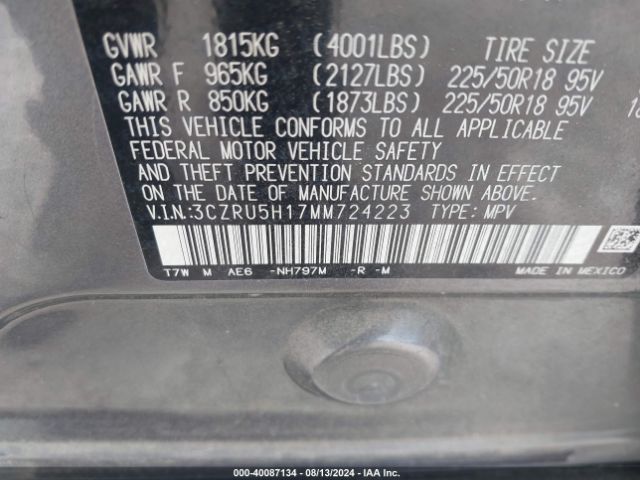 GVWR 1815KG (4001LBS) TIRE SIZE
GAWR F 965KG (2127LBS) 225/50R18 95V
GAWR R 850KG (1873LBS) 225/50R18 95V
THIS VEHICLE CONFORMS TO ALL APPLICABLE
FEDERAL MOTOR VEHICLE SAFETY
AND THEFT PREVENTION STANDARDS IN EFFECT
ON THE DATE OF MANUFACTURE SHOWN ABOVE.
V.I.N:3CZRU5H17MM724223 TYPE: MPV
T7W M AE6 -NH797M -R -M MADE IN MEXICO
000-40087134 - 08/13/2024 - IAA Inc.